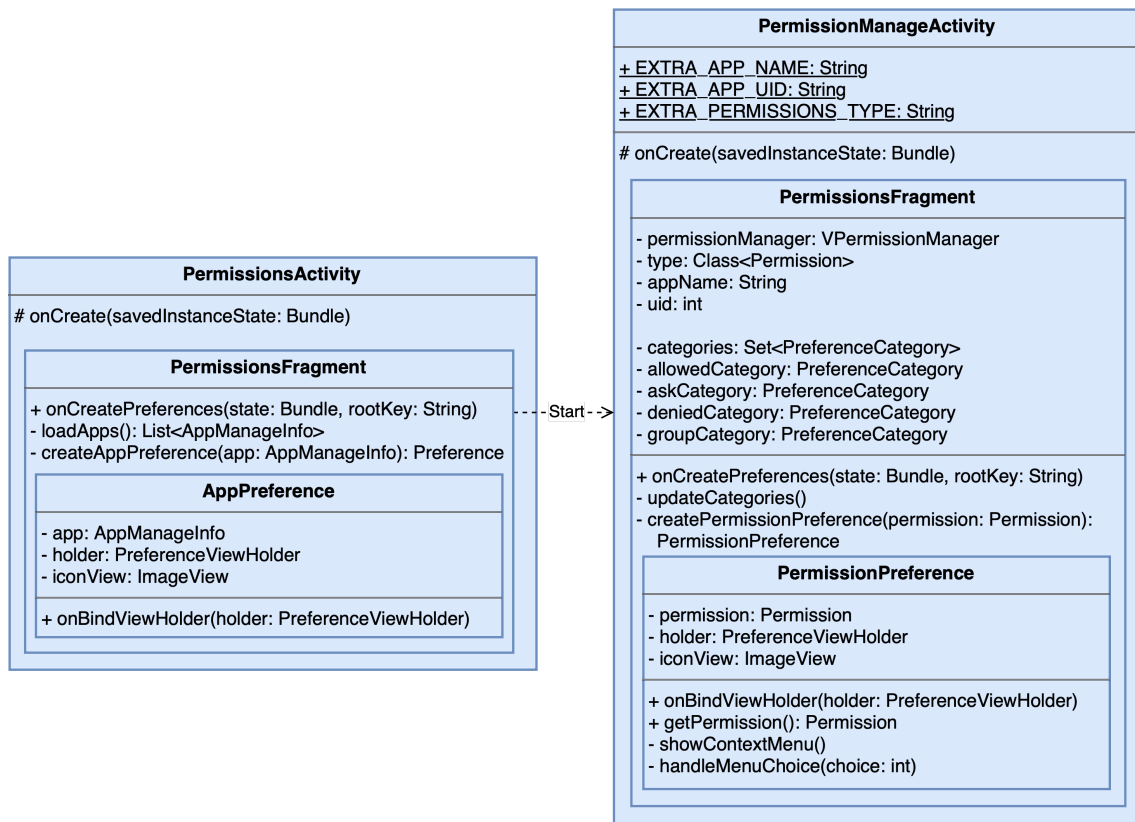 PermissionManageActivity
+ EXTRA_APP_NAME: String
+ EXTRA_APP_UID: String
+ EXTRA_PERMISSIONS_TYPE: String
# onCreate(savedInstanceState: Bundle)
PermissionsFragment
- permissionManager: VPermissionManager
- type: Class<Permission>
- appName: String
- uid: int
- categories: Set<PreferenceCategory>
- allowedCategory: PreferenceCategory
- askCategory: PreferenceCategory
- deniedCategory: PreferenceCategory
- groupCategory: PreferenceCategory
+ onCreatePreferences(state: Bundle, rootKey: String)
- updateCategories()
- createPermissionPreference(permission: Permission):
PermissionPreference
PermissionPreference
- permission: Permission
- holder: PreferenceViewHolder
- iconView: ImageView
+ onBindViewHolder(holder: PreferenceViewHolder)
+ getPermission(): Permission
- showContextMenu()
- handleMenuChoice(choice: int)
PermissionsActivity
# onCreate(savedInstanceState: Bundle)
PermissionsFragment
+ onCreatePreferences(state: Bundle, rootKey: String)
- loadApps(): List<AppManageInfo>
- createAppPreference(app: AppManageInfo): Preference
AppPreference
- app: AppManageInfo
- holder: PreferenceViewHolder
- iconView: ImageView
+ onBindViewHolder(holder: PreferenceViewHolder)
Start